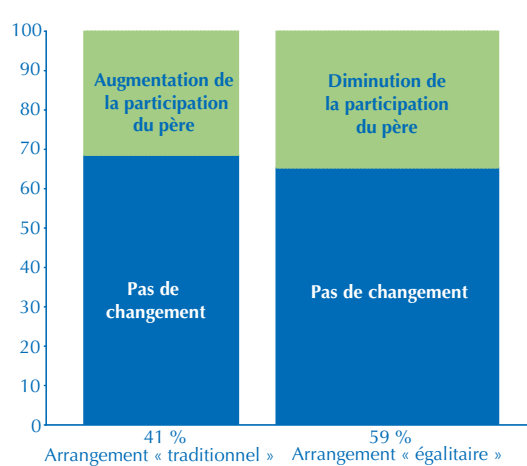 100
90
80
70
60
50
40
30
20
10
0
Augmentation de
la participation
du père
Diminution de
la participation
du père
Pas de
changement
Pas de changement
41 %
Arrangement « traditionnel »
59 %
Arrangement « égalitaire »